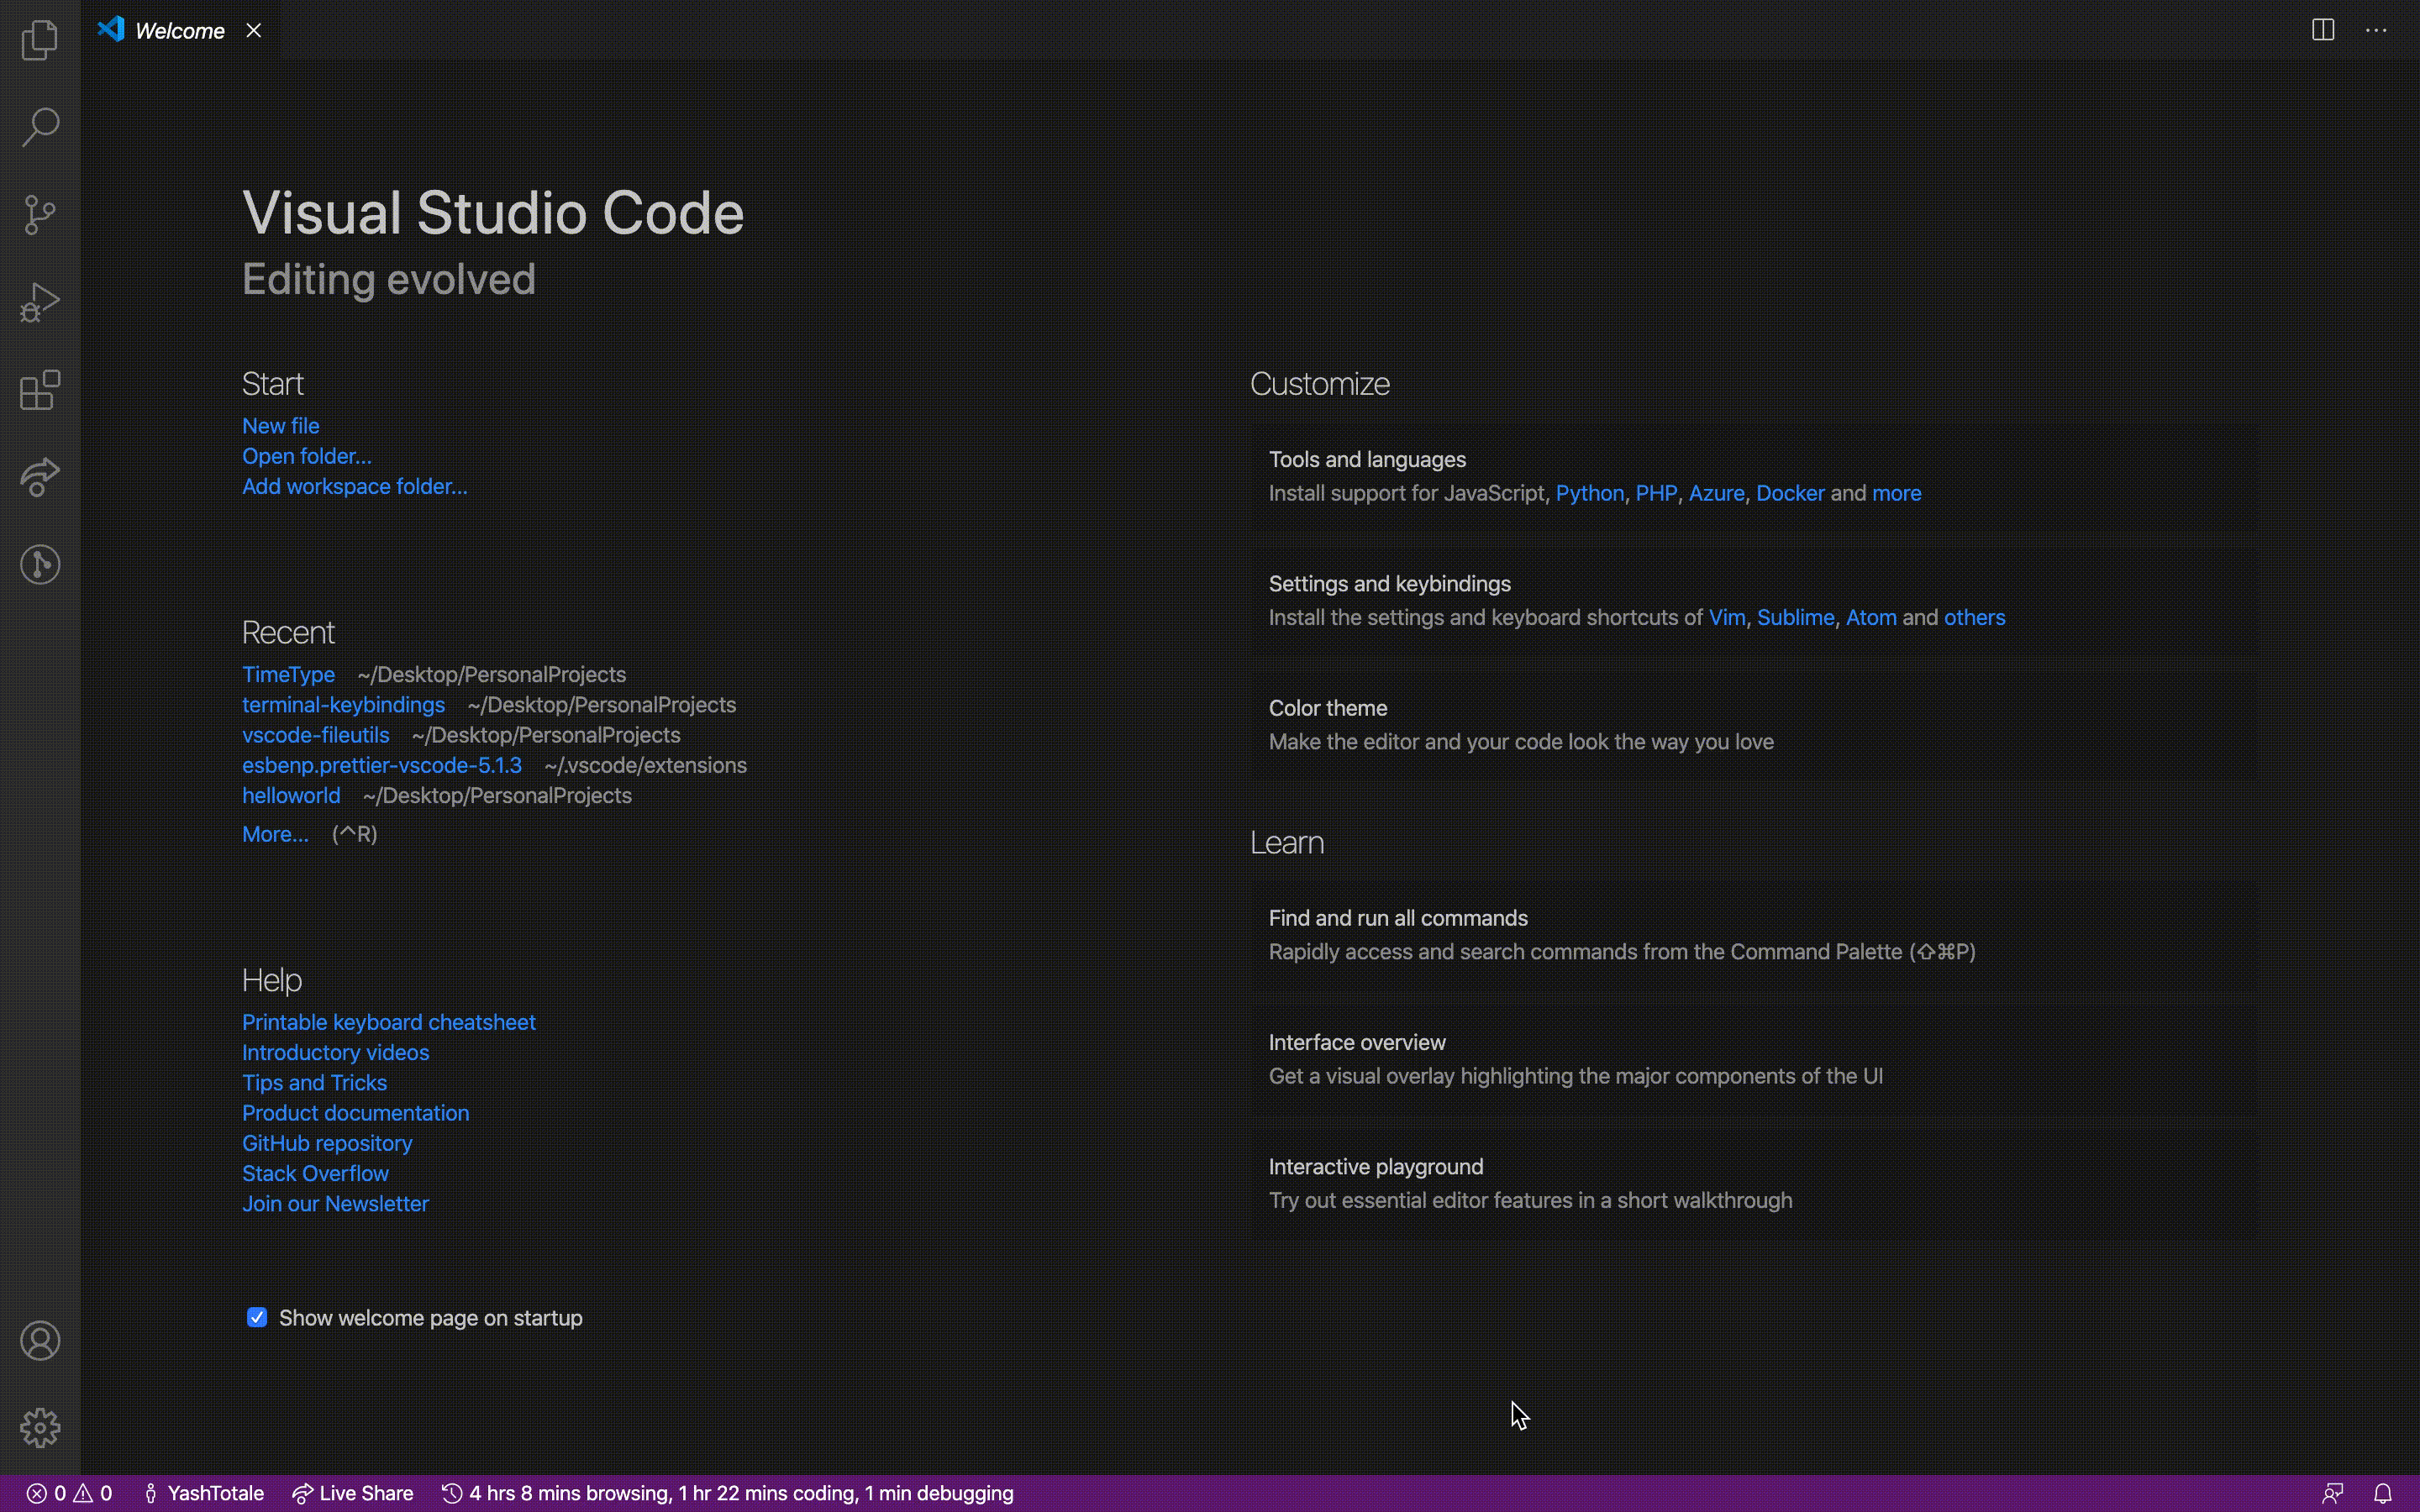 Welcome
Visual Studio Code
Editing evolved
Start
New file
Open folder...
Add workspace folder...
Recent
TimeType ~/Desktop/PersonalProjects
terminal-keybindings ~/Desktop/PersonalProjects
vscode-fileutils ~/Desktop/PersonalProjects
esbenp.prettier-vscode-5.1.3 ~/.vscode/extensions
helloworld ~/Desktop/PersonalProjects
More... (^R)
Help
Printable keyboard cheatsheet
Introductory videos
Tips and Tricks
Product documentation
GitHub repository
Stack Overflow
Join our Newsletter
Show welcome page on startup
Customize
Tools and languages
Install support for JavaScript, Python, PHP, Azure, Docker and more
Settings and keybindings
Install the settings and keyboard shortcuts of Vim, Sublime, Atom and others
Color theme
Make the editor and your code look the way you love
Learn
Find and run all commands
Rapidly access and search commands from the Command Palette (⇧⌘P)
Interface overview
Get a visual overlay highlighting the major components of the UI
Interactive playground
Try out essential editor features in a short walkthrough
0 0 YashTotale Live Share 4 hrs 8 mins browsing, 1 hr 22 mins coding, 1 min debugging